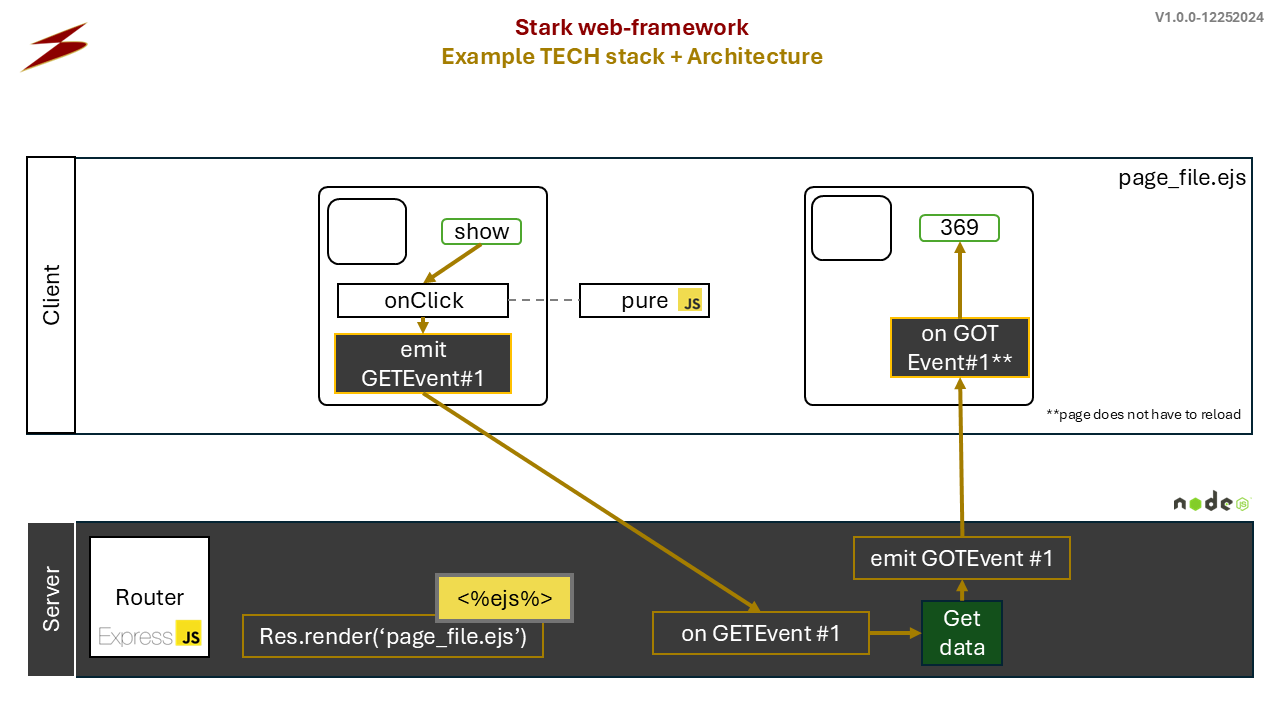 V1.0.0-12252024
Stark web-framework
Example TECH stack + Architecture
Client
page_file.ejs
show
onClick
pure JS
emit
GETEvent#1
369
on GOT
Event#1**
**page does not have to reload
node
JS
Server
Router
Express JS
<%ejs%>
Res.render(‘page_file.ejs’)
on GETEvent #1
Get
data
emit GOTEvent #1